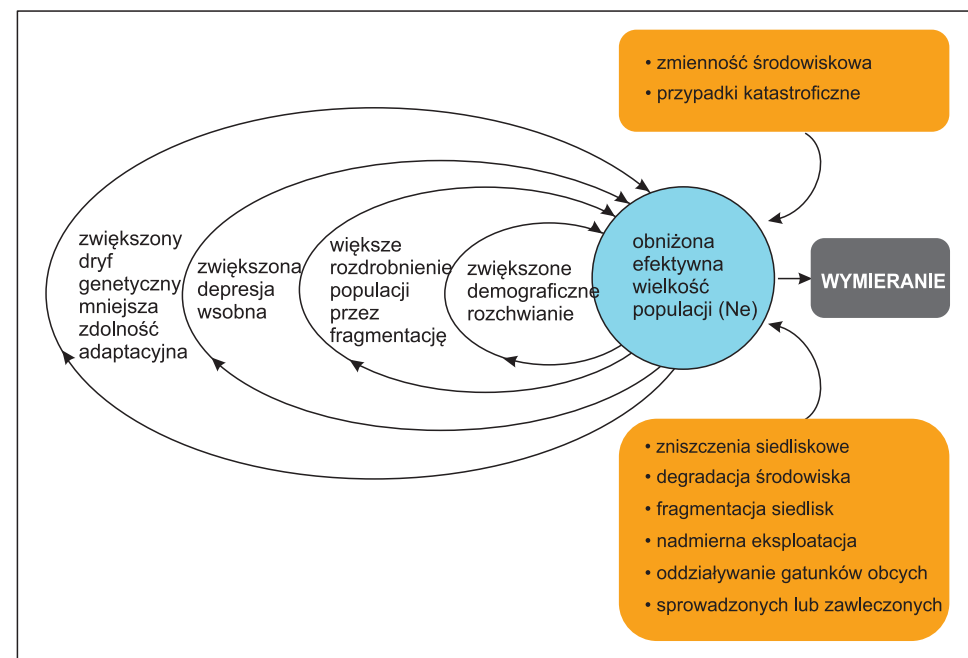 • zmienność środowiskowa
• przypadki katastroficzne
zwiększony
dryf
genetyczny
mniejsza
zdolność
adaptacyjna
zwiększona
depresja
wsobna
większe
rozdrobnienie
populacji
przez
fragmentację
zwiększone
demograficzne
rozchwianie
obniżona
efektywna
wielkość
populacji (Ne)
WYMIERANIE
• zniszczenia siedliskowe
• degradacja środowiska
• fragmentacja siedlisk
• nadmierna eksploatacja
• oddziaływanie gatunków obcych
• sprowadzonych lub zawleczonych